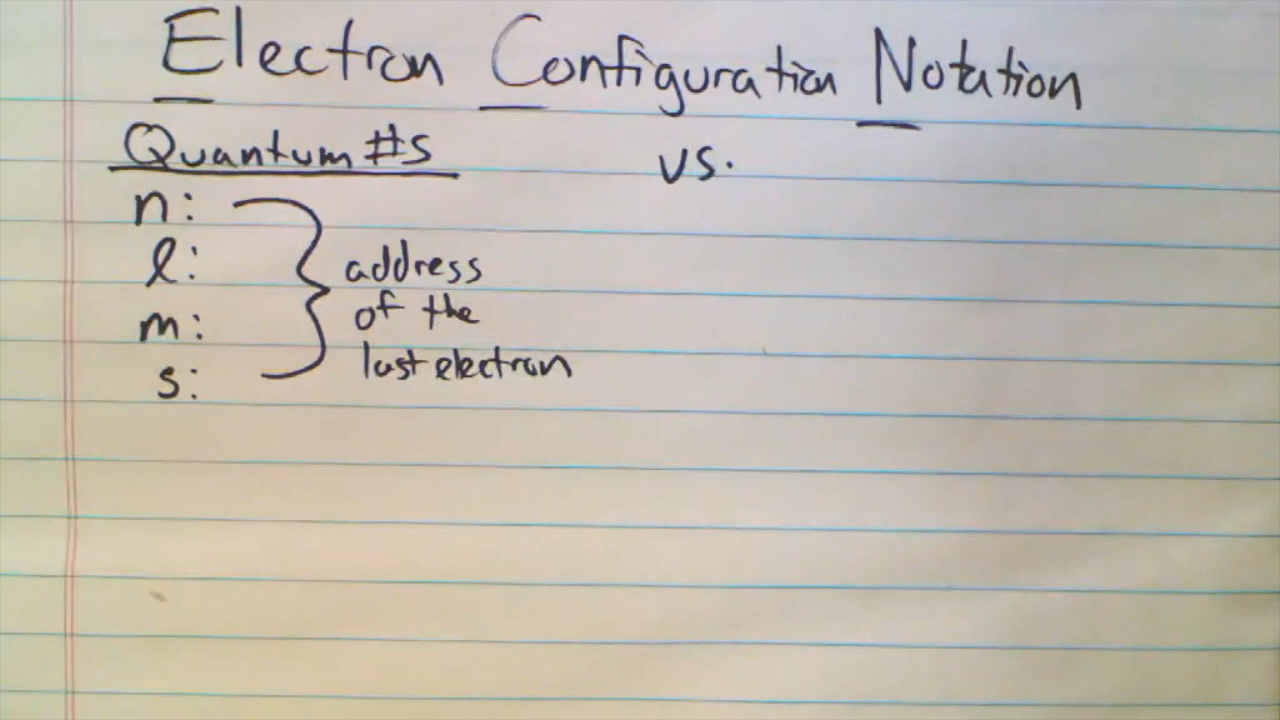 Electron Configuration Notation
Quantum #s vs.
n:
l:
m:
s:
address
of the
last electron